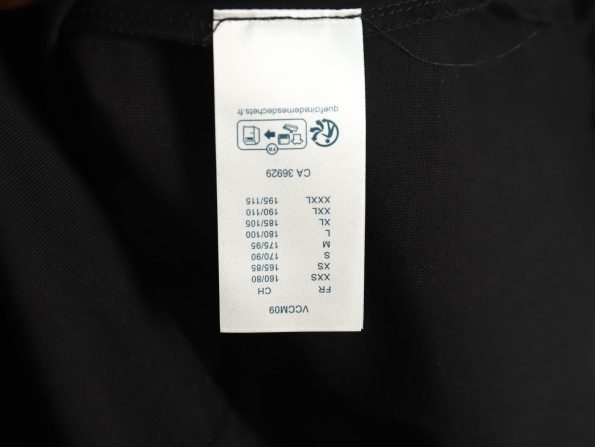 VCCM09
FR CH
XXS 160/80
XS 165/85
S 170/90
M 175/95
L 180/100
XL 185/105
XXL 190/110
XXXL 195/115
CA 36929
FR
quefairedemesdechets.fr